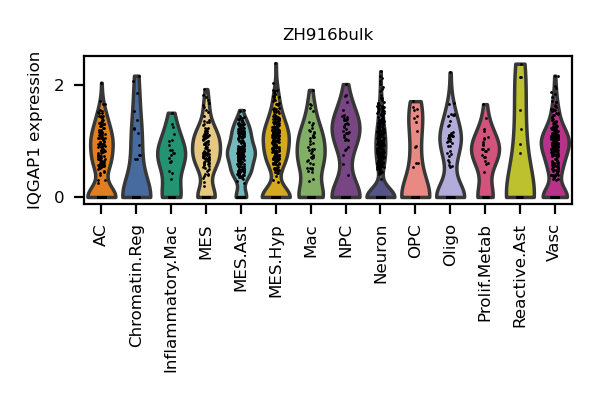 ZH916bulk
IQGAP1 expression
2
0
AC
Chromatin.Reg
Inflammatory.Mac
MES
MES.Ast
MES.Hyp
Mac
NPC
Neuron
OPC
Oligo
Prolif.Metab
Reactive.Ast
Vasc